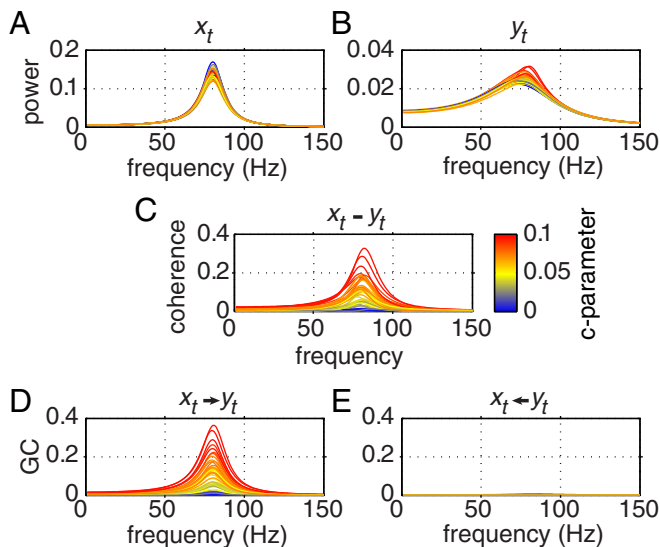 A
x_t
power
0.2
0.1
0
0
50
100
150
frequency (Hz)
B
y_t
0.04
0.02
0
0
50
100
150
frequency (Hz)
C
x_t - y_t
coherence
0.4
0.2
0
0
50
100
150
frequency
0.1
0.05
0
c-parameter
D
x_t → y_t
GC
0.4
0.2
0
0
50
100
150
frequency (Hz)
E
x_t ← y_t
0.4
0.2
0
0
50
100
150
frequency (Hz)